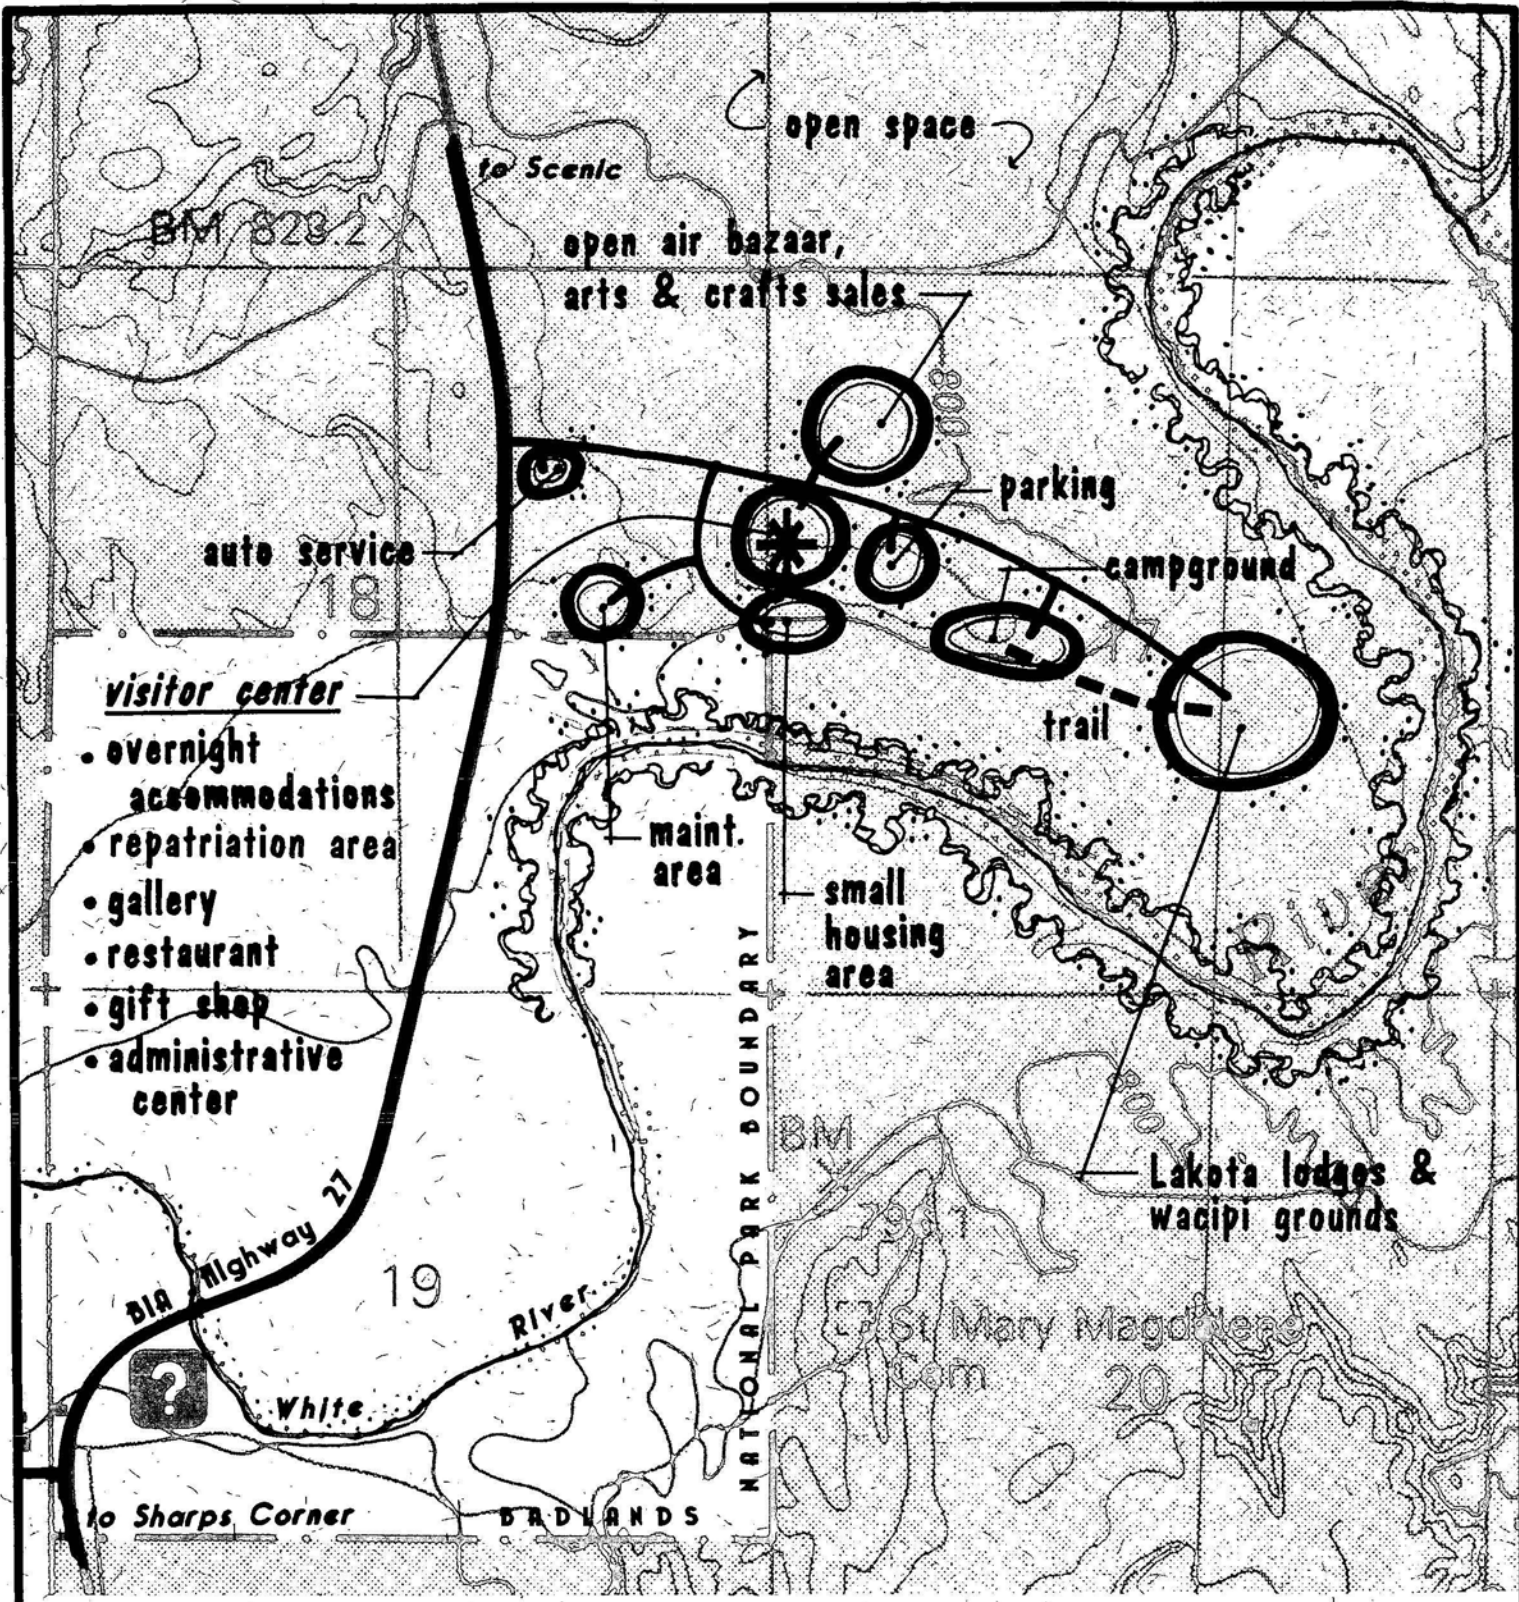 open space
to Scenic
BM 823.2
open air bazaar,
arts & crafts sales
800
parking
auto service
campground
18
17
visitor center
• overnight
accommodations
• repatriation area
• gallery
• restaurant
• gift shop
• administrative
center
trail
maint.
area
small
housing
area
NATIONAL PARK BOUNDARY
800
BM
Lakota lodges &
wacipi grounds
BIA Highway 27
19
White River
St Mary Magdalene
Cem
20
?
to Sharps Corner
BADLANDS